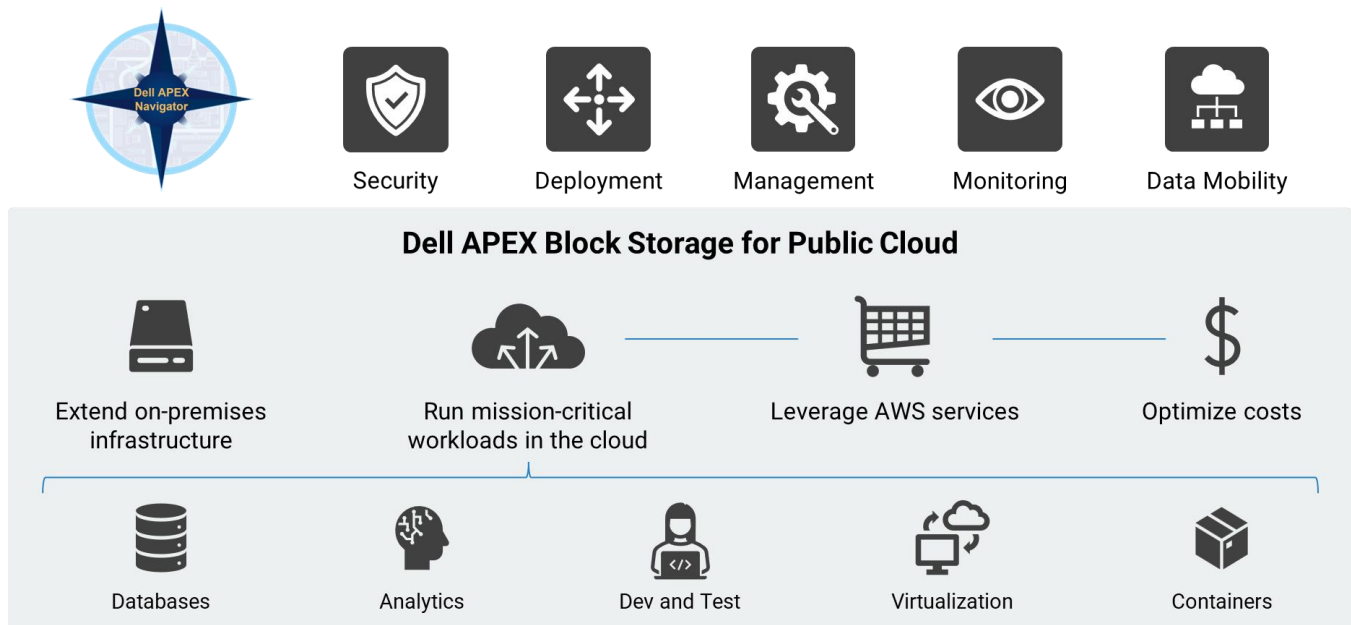 Dell APEX
Navigator
Security
Deployment
Management
Monitoring
Data Mobility
Dell APEX Block Storage for Public Cloud
Extend on-premises
infrastructure
Run mission-critical
workloads in the cloud
Leverage AWS services
Optimize costs
Databases
Analytics
</>
Dev and Test
Virtualization
Containers